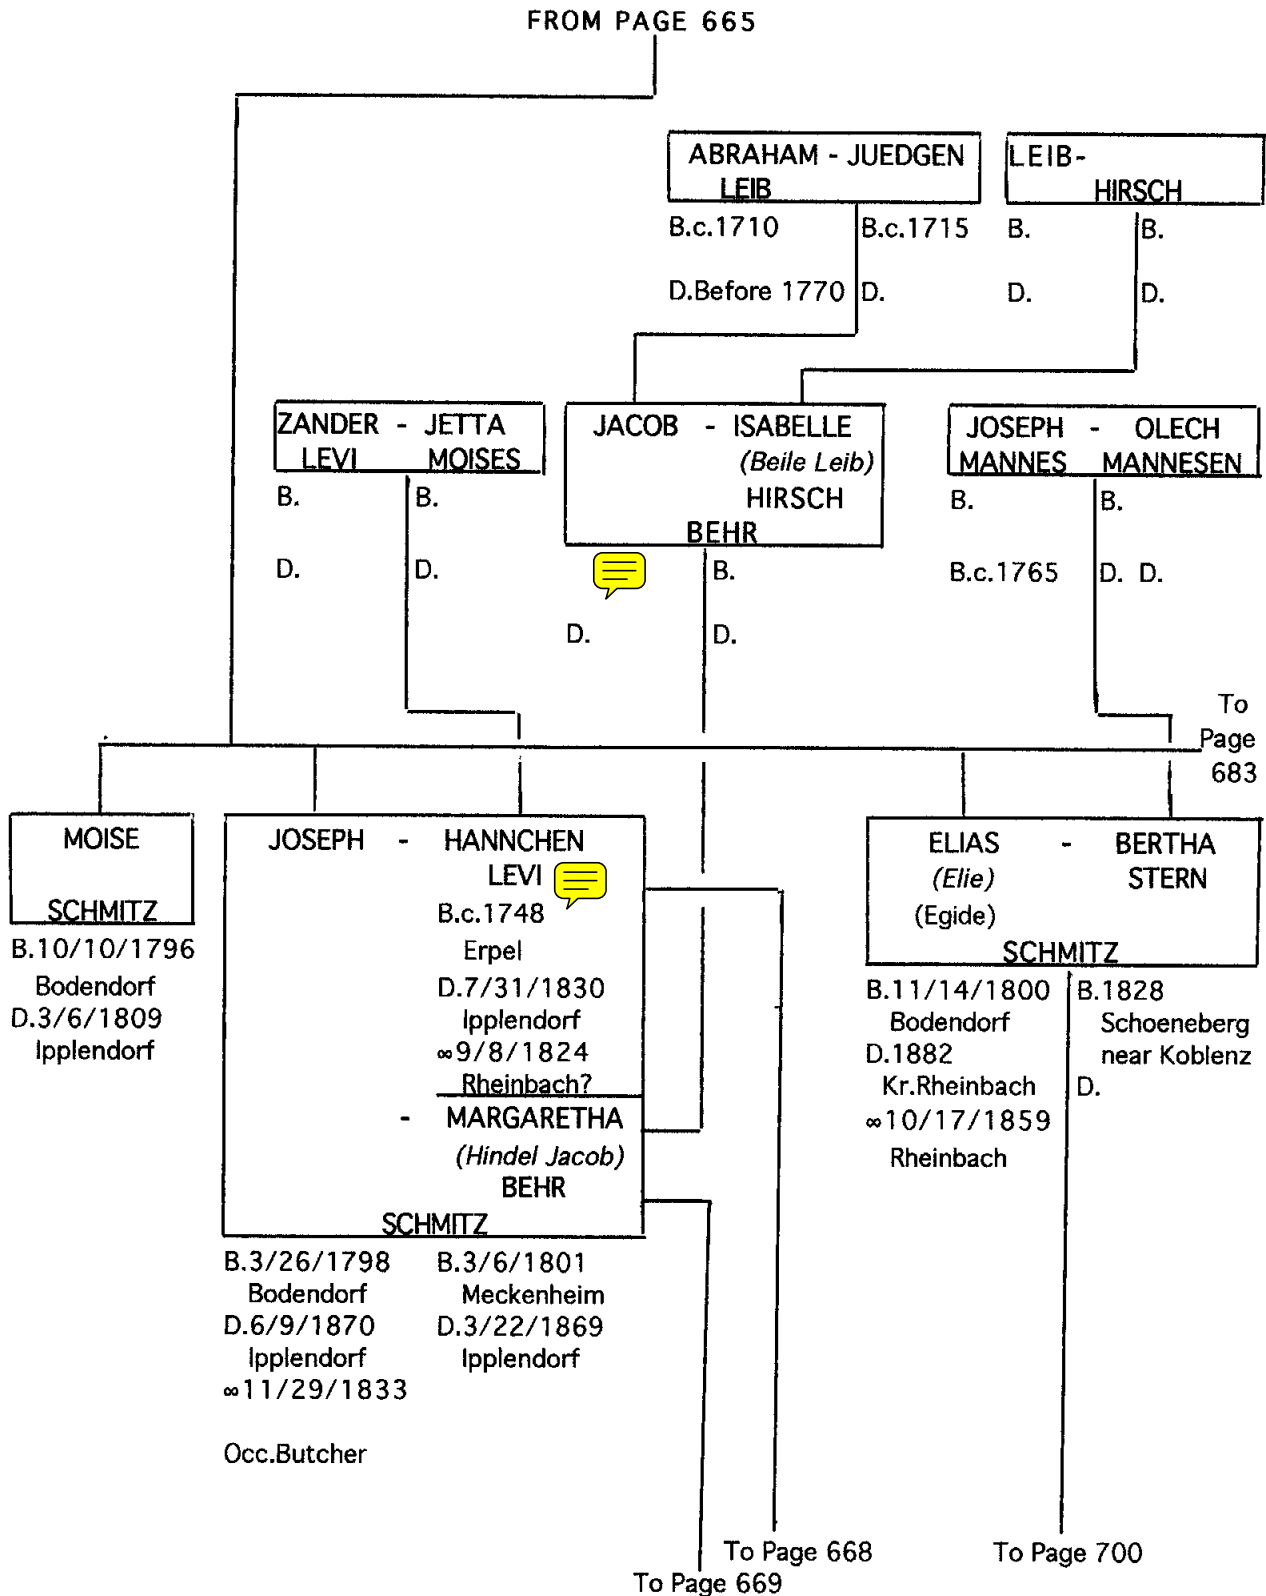 FROM PAGE 665
ABRAHAM - JUEDGEN
LEIB
B.c.1710 B.c.1715
D.Before 1770 D.
LEIB-
HIRSCH
B. B.
D. D.
ZANDER - JETTA
LEVI MOISES
B. B.
D. D.
JACOB - ISABELLE
(Beile Leib)
HIRSCH
BEHR
B.
D. D.
JOSEPH - OLECH
MANNES MANNESEN
B. B.
B.c.1765 D. D.
To
Page
683
MOISE
SCHMITZ
B.10/10/1796
Bodendorf
D.3/6/1809
Ipplendorf
JOSEPH - HANNCHEN
LEVI
B.c.1748
Erpel
D.7/31/1830
Ipplendorf
∞9/8/1824
Rheinbach?
- MARGARETHA
(Hindel Jacob)
BEHR
SCHMITZ
B.3/26/1798 B.3/6/1801
Bodendorf Meckenheim
D.6/9/1870 D.3/22/1869
Ipplendorf Ipplendorf
∞11/29/1833
Occ.Butcher
ELIAS - BERTHA
(Elie) STERN
(Egide)
SCHMITZ
B.11/14/1800 B.1828
Bodendorf Schoeneberg
D.1882 near Koblenz
Kr.Rheinbach D.
∞10/17/1859
Rheinbach
To Page 668 To Page 700
To Page 669